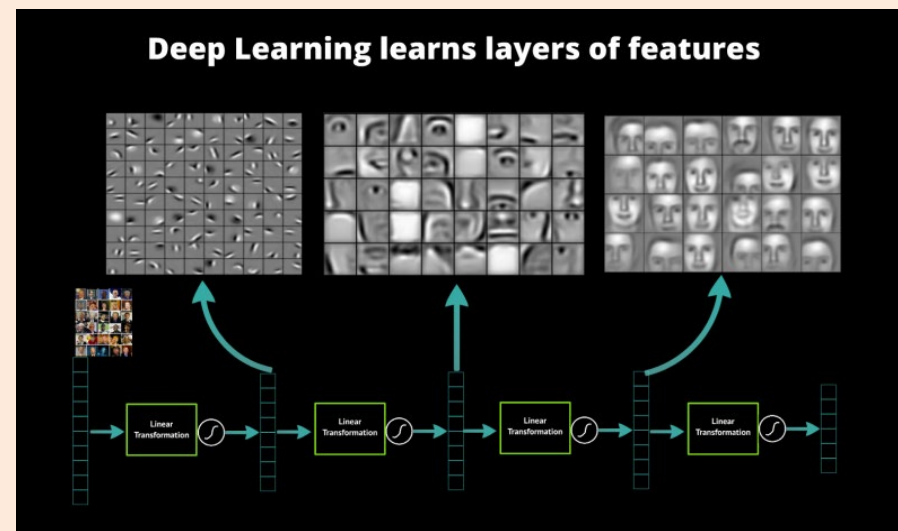 Deep Learning learns layers of features
Linear
Transformation
Linear
Transformation
Linear
Transformation
Linear
Transformation